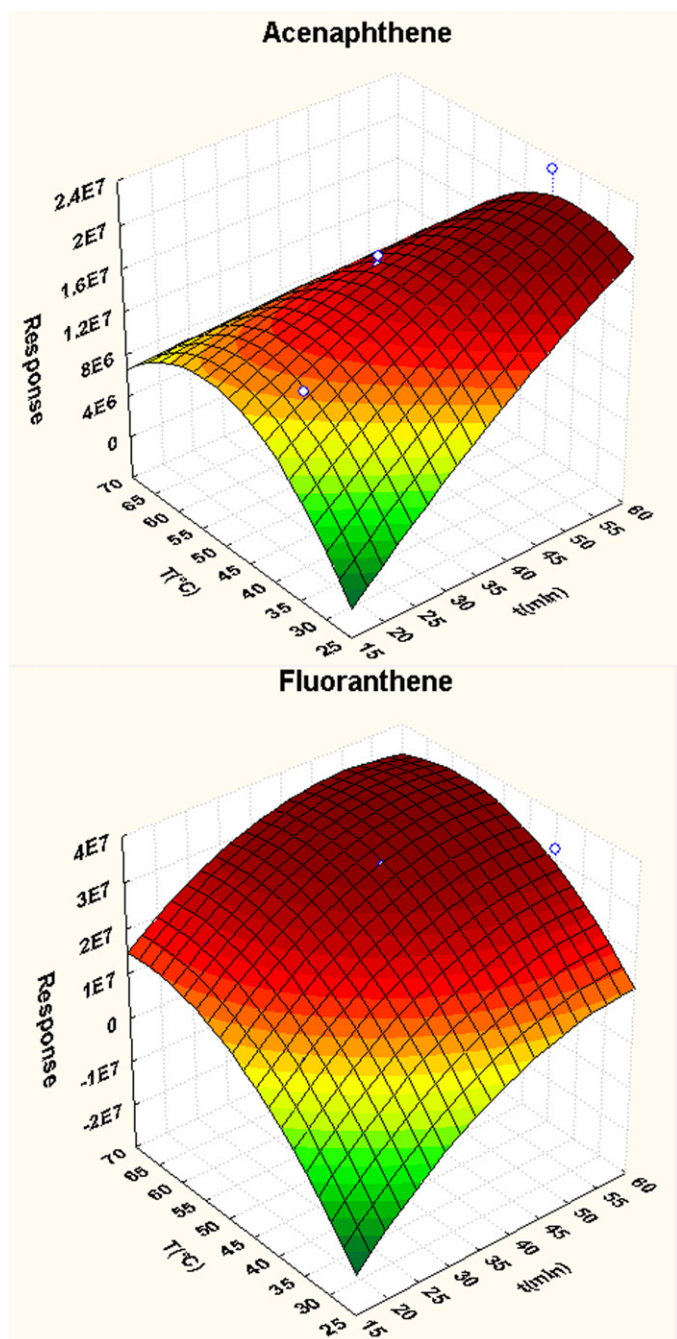 Acenaphthene
2.4E7
2E7
1.6E7
1.2E7
8E6
4E6
0
Response
70
65
60
55
50
45
40
35
30
25
T(°C)
15
20
25
30
35
40
45
50
55
60
t(min)
Fluoranthene
4E7
3E7
2E7
1E7
0
-1E7
-2E7
Response
70
65
60
55
50
45
40
35
30
25
T(°C)
15
20
25
30
35
40
45
50
55
60
t(min)